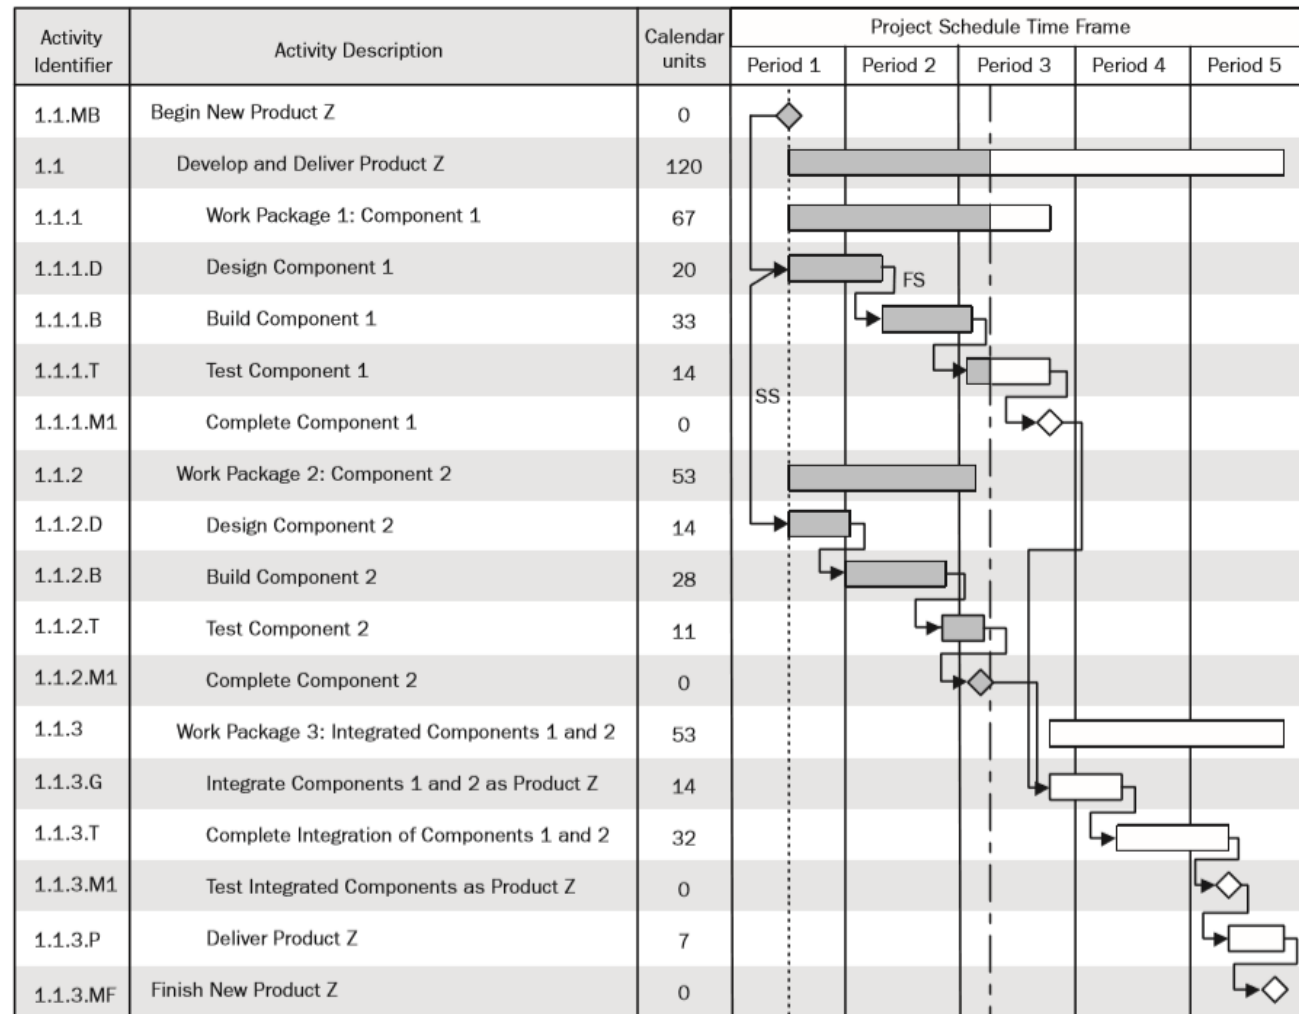 Activity Identifier Activity Description Calendar units Project Schedule Time Frame
Period 1 Period 2 Period 3 Period 4 Period 5
1.1.MB Begin New Product Z 0
1.1 Develop and Deliver Product Z 120
1.1.1 Work Package 1: Component 1 67
1.1.1.D Design Component 1 20
FS
1.1.1.B Build Component 1 33
1.1.1.T Test Component 1 14
SS
1.1.1.M1 Complete Component 1 0
1.1.2 Work Package 2: Component 2 53
1.1.2.D Design Component 2 14
1.1.2.B Build Component 2 28
1.1.2.T Test Component 2 11
1.1.2.M1 Complete Component 2 0
1.1.3 Work Package 3: Integrated Components 1 and 2 53
1.1.3.G Integrate Components 1 and 2 as Product Z 14
1.1.3.T Complete Integration of Components 1 and 2 32
1.1.3.M1 Test Integrated Components as Product Z 0
1.1.3.P Deliver Product Z 7
1.1.3.MF Finish New Product Z 0